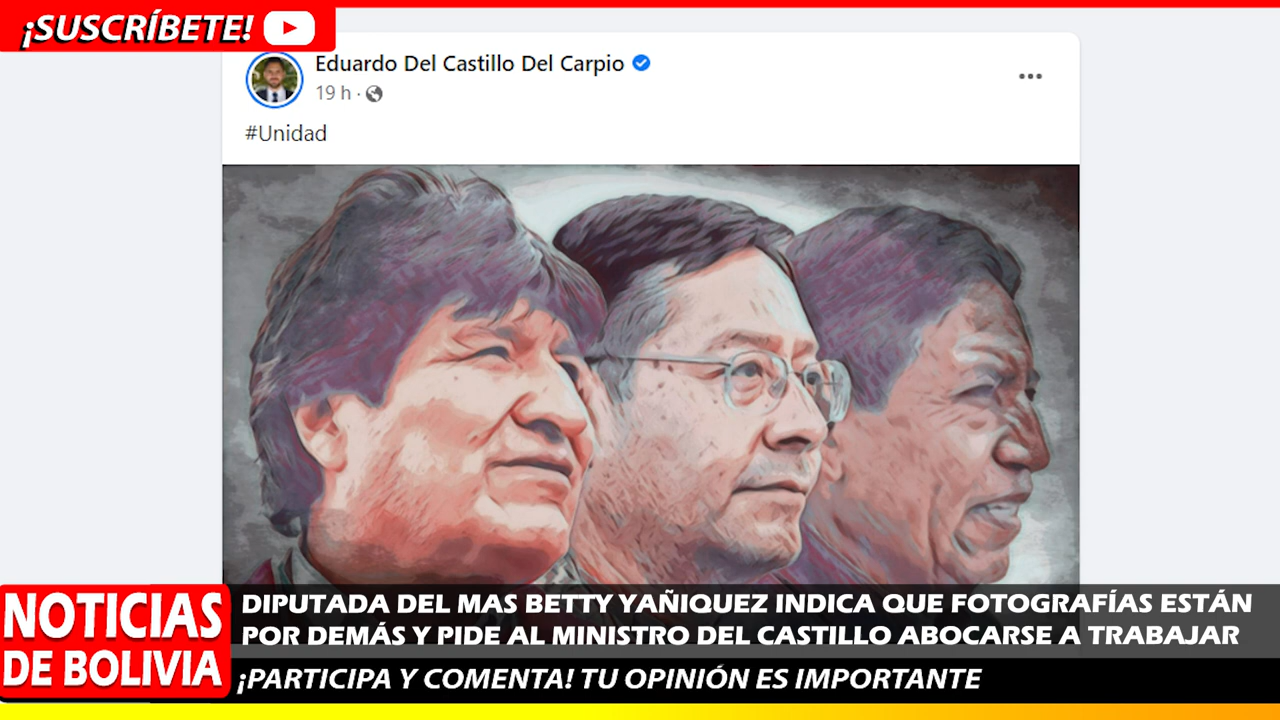 ¡SUSCRÍBETE!
Eduardo Del Castillo Del Carpio
19 h ·
#Unidad
NOTICIAS
DE BOLIVIA
DIPUTADA DEL MAS BETTY YAÑIQUEZ INDICA QUE FOTOGRAFÍAS ESTÁN
POR DEMÁS Y PIDE AL MINISTRO DEL CASTILLO ABOCARSE A TRABAJAR
¡PARTICIPA Y COMENTA! TU OPINIÓN ES IMPORTANTE